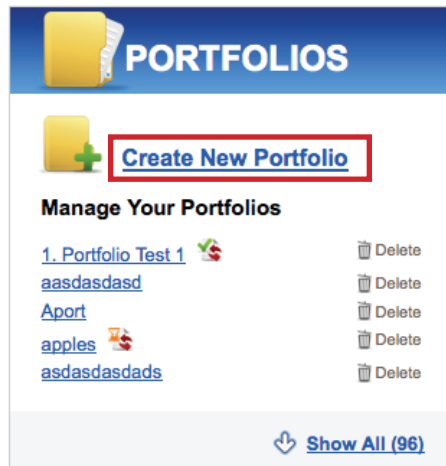 PORTFOLIOS
Create New Portfolio
Manage Your Portfolios
1. Portfolio Test 1 Delete
aasdasdasd Delete
Aport Delete
apples Delete
asdasdasdads Delete
Show All (96)